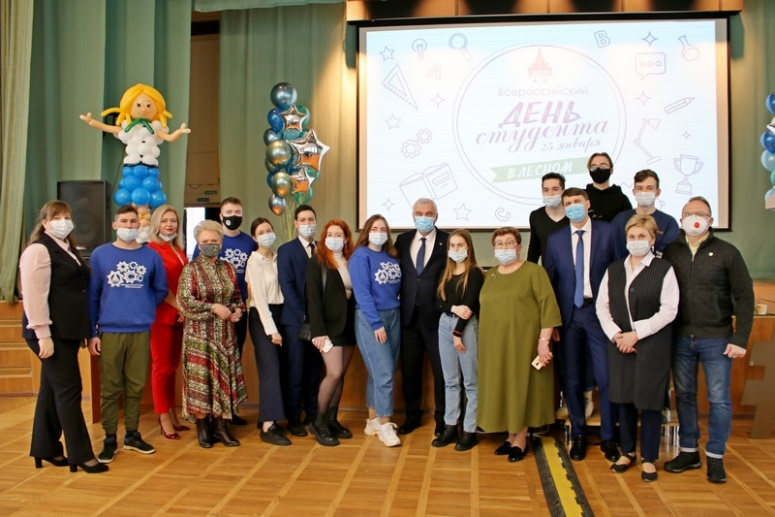 Всероссийский
ДЕНЬ
студента
25 января
В ЛЕСНОМ